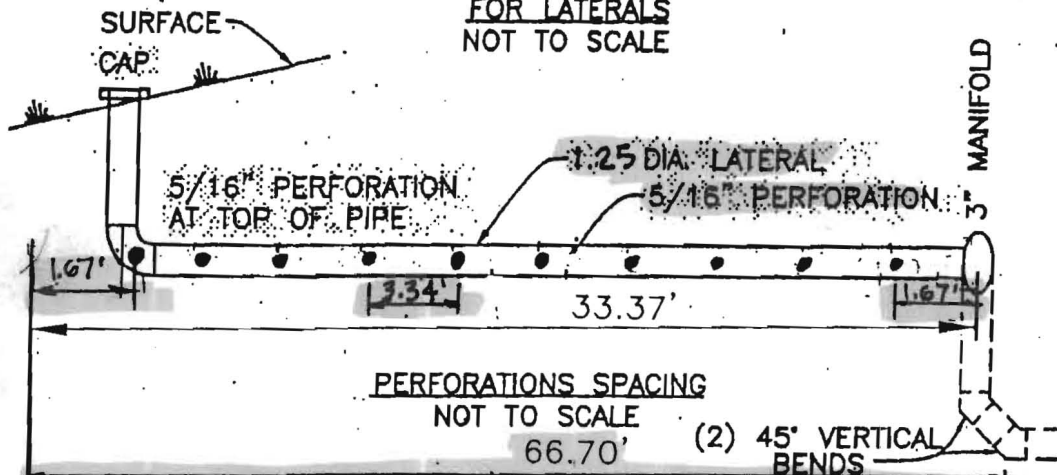 FOR LATERALS
NOT TO SCALE
SURFACE
CAP
3" MANIFOLD
1.25 DIA. LATERAL
5/16" PERFORATION
AT TOP OF PIPE
5/16" PERFORATION
1.67'
3.34'
1.67'
33.37'
PERFORATIONS SPACING
NOT TO SCALE
66.70'
(2) 45° VERTICAL
BENDS